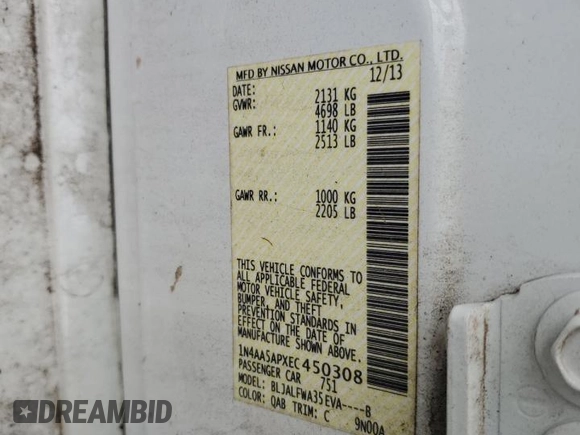 MFD BY NISSAN MOTOR CO., LTD.
DATE: 12/13
GVWR: 2131 KG
4698 LB
GAWR FR.: 1140 KG
2513 LB
GAWR RR.: 1000 KG
2205 LB
THIS VEHICLE CONFORMS TO
ALL APPLICABLE FEDERAL
MOTOR VEHICLE SAFETY,
BUMPER, AND THEFT
PREVENTION STANDARDS IN
EFFECT ON THE DATE OF
MANUFACTURE SHOWN ABOVE.
1N4AA5APXEC450308
PASSENGER CAR 751
MODEL: BLJALFWA35EVA----B
COLOR: QAB TRIM: C 9N00A
© AUTOBIDCAR